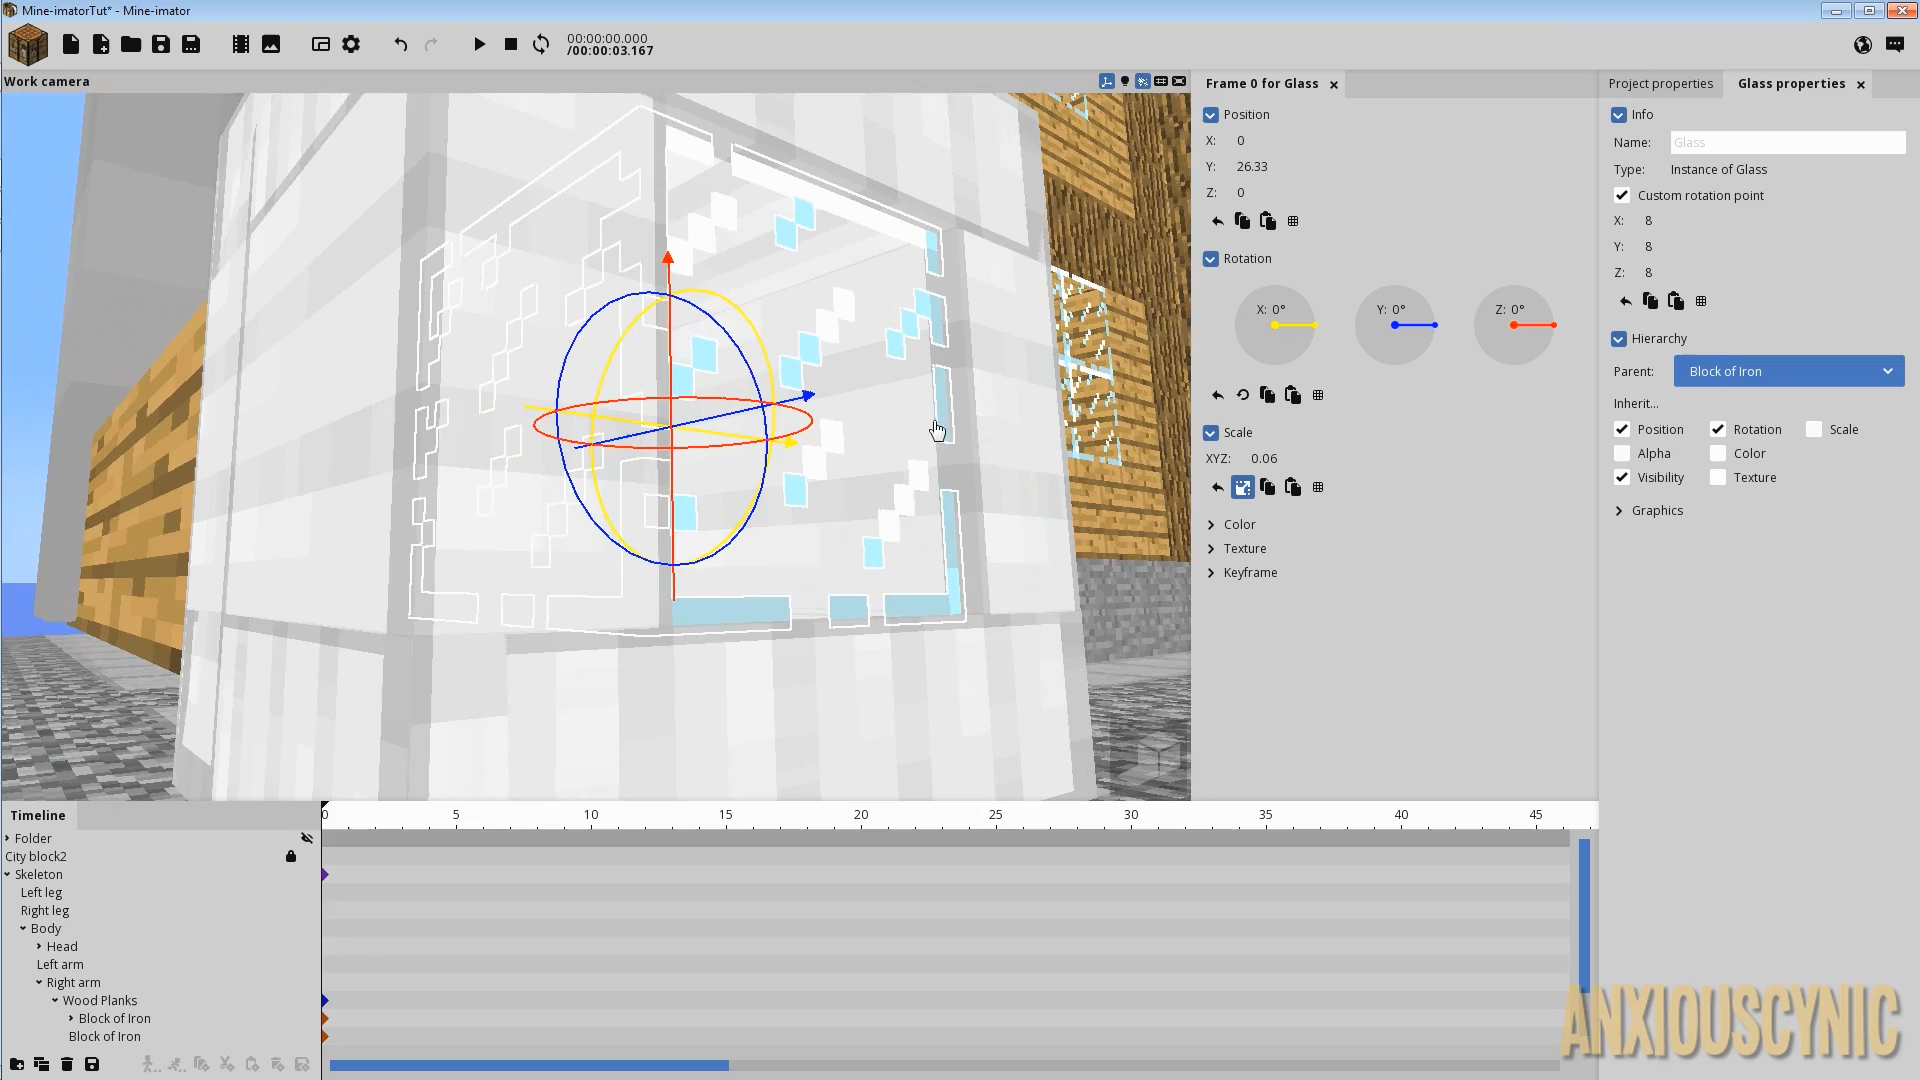 Mine-imatorTut* - Mine-imator
00:00:00.000
/00:00:03.167
Work camera
Frame 0 for Glass
Position
X: 0
Y: 26.33
Z: 0
Rotation
X: 0°
Y: 0°
Z: 0°
Scale
XYZ: 0.06
Color
Texture
Keyframe
Project properties
Glass properties
Info
Name: Glass
Type: Instance of Glass
Custom rotation point
X: 8
Y: 8
Z: 8
Hierarchy
Parent: Block of Iron
Inherit...
Position Rotation Scale
Alpha Color
Visibility Texture
Graphics
Timeline
0 5 10 15 20 25 30 35 40 45
Folder
City block2
Skeleton
Left leg
Right leg
Body
Head
Left arm
Right arm
Wood Planks
Block of Iron
Block of Iron
ANXIOUSCYNIC